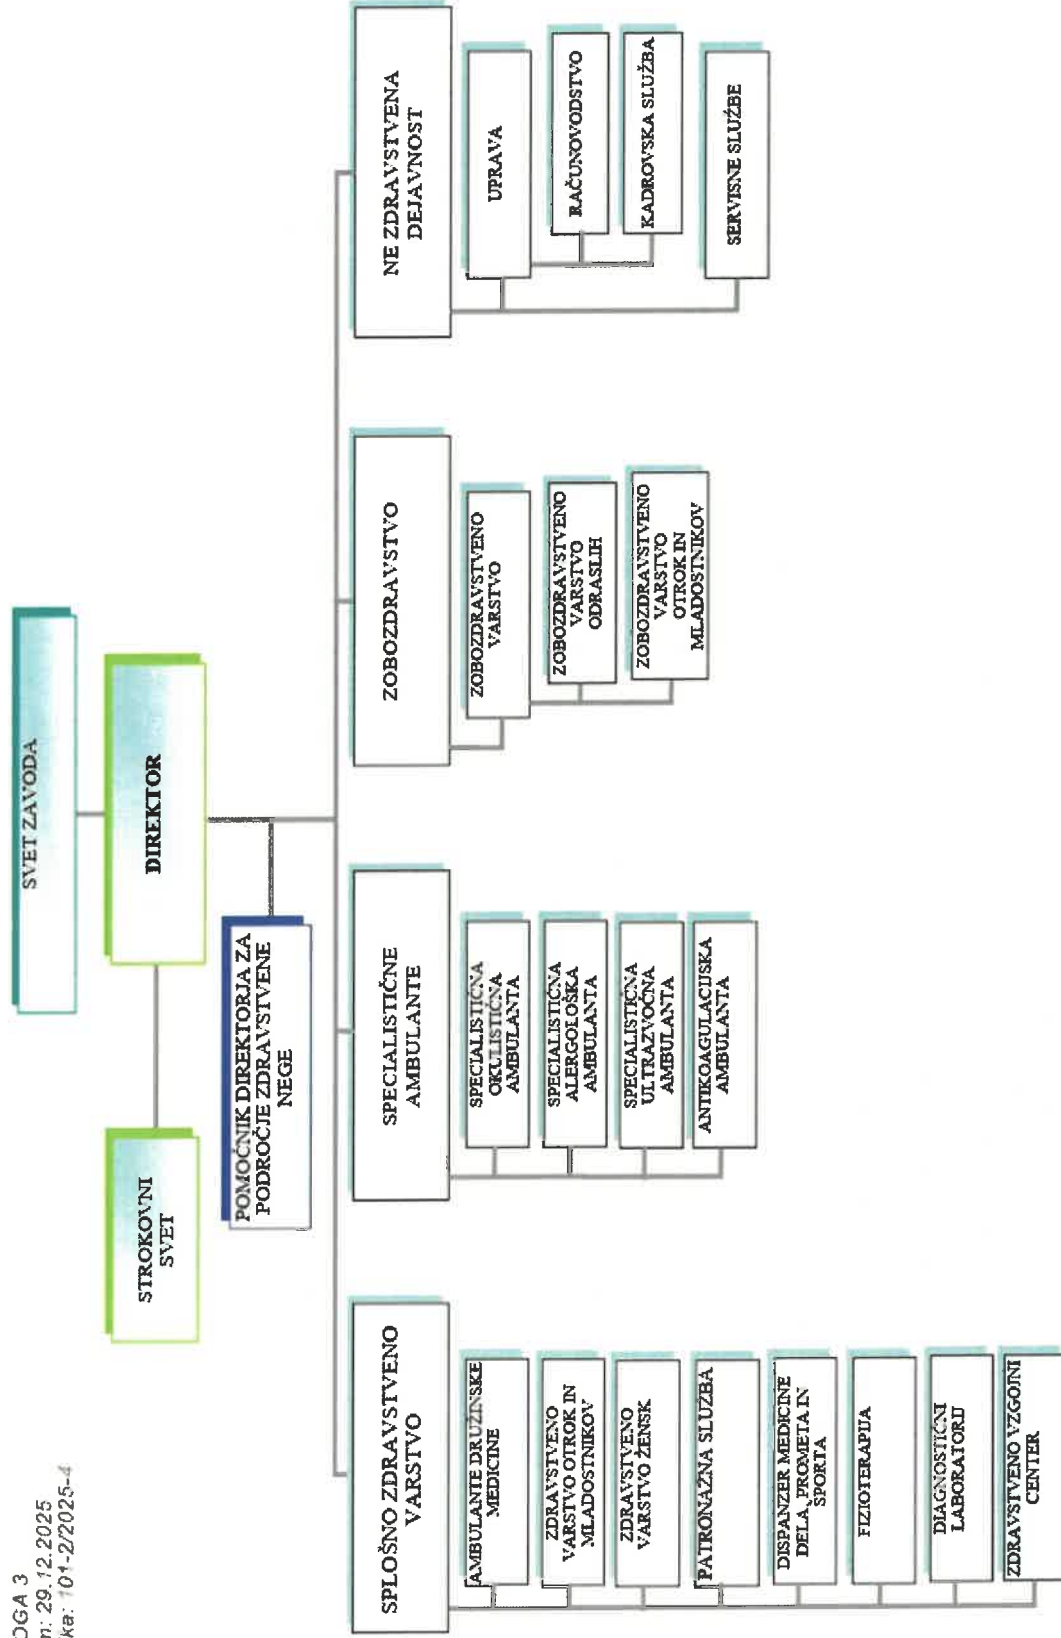 OGA 3
n: 29.12.2025
ka: 101-2/2025-4
SVET ZAVODA
DIREKTOR
STROKOVNI
SVET
POMOČNIK DIREKTORJA ZA
PODROČJE ZDRAVSTVENE
NEGE
SPLOŠNO ZDRAVSTVENO
VARSTVO
AMBULANTE DRUŽINSKE
MEDICINE
ZDRAVSTVENO
VARSTVO OTROK IN
MLADOSTNIKOV
ZDRAVSTVENO
VARSTVO ŽENSK
PATRONAŽNA SLUŽBA
DISPANZER MEDICINE
DELA, PROMETA IN
SPORTA
FIZIOTERAPIJA
DIAGNOSTIČNI
LABORATORIJ
ZDRAVSTVENO VZGOJNI
CENTER
SPECIALISTIČNE
AMBULANTE
SPECIALISTIČNA
OKULISTIČNA
AMBULANTA
SPECIALISTIČNA
ALERGOLOŠKA
AMBULANTA
SPECIALISTIČNA
ULTRAZVOČNA
AMBULANTA
ANTIKOAGULACIJSKA
AMBULANTA
ZOBOZDRAVSTVO
ZOBOZDRAVSTVENO
VARSTVO
ZOBOZDRAVSTVENO
VARSTVO
ODRASLIH
ZOBOZDRAVSTVENO
VARSTVO
OTROK IN
MLADOSTNIKOV
NE ZDRAVSTVENA
DEJAVNOST
UPRAVA
RAČUNOVODSTVO
KADROVSKA SLUŽBA
SERVISNE SLUŽBE